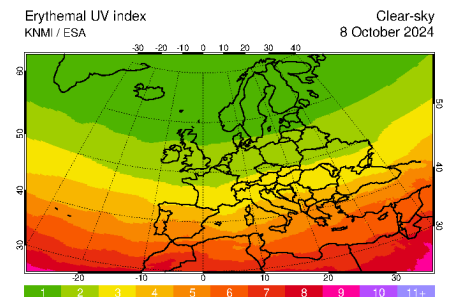 Erythemal UV index
Clear-sky
KNMI / ESA
8 October 2024
-30 -20 -10 0 10 20 30 40
60
50
50
40
40
30
30
-20 -10 0 10 20 30
1 2 3 4 5 6 7 8 9 10 11+